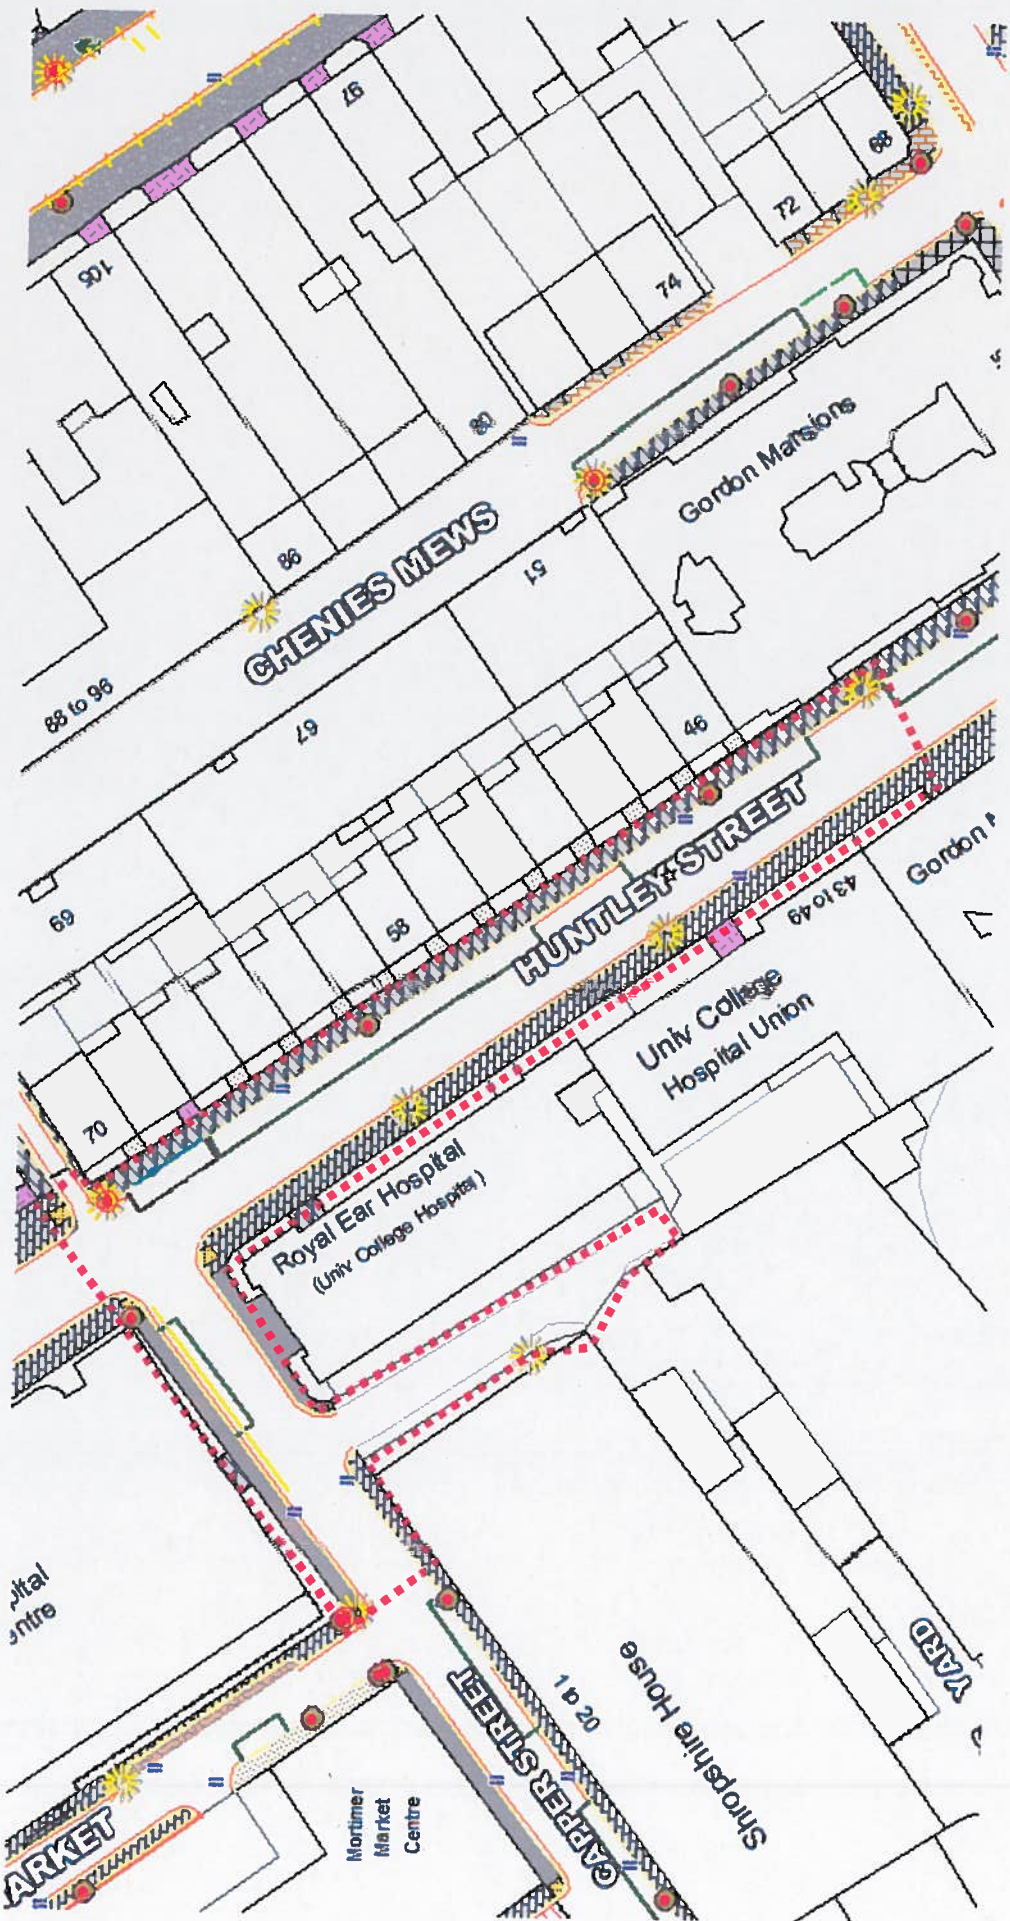 97
105
68
72
74
80
Gordon Mansions
86
CHENIES MEWS
51
88 to 96
67
46
69
58
HUNTLEY STREET
Gordon
43 to 49
Univ College
Hospital Union
70
Royal Ear Hospital
(Univ College Hospital)
YARD
1 to 20
Shropshire House
CAPPER STREET
Mortimer
Market
Centre
ARKET